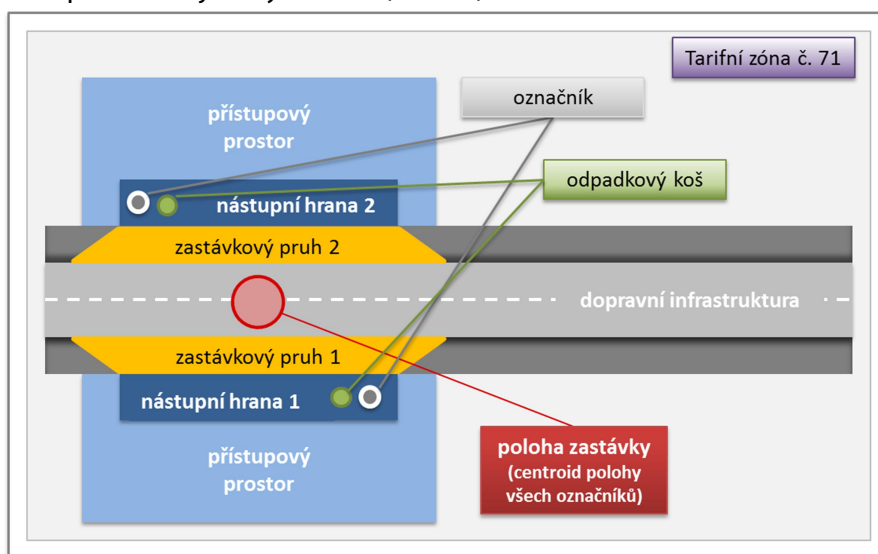 Tarifní zóna č. 71
přístupový
prostor
označník
odpadkový koš
nástupní hrana 2
zastávkový pruh 2
dopravní infrastruktura
zastávkový pruh 1
nástupní hrana 1
přístupový
prostor
poloha zastávky
(centroid polohy
všech označníků)